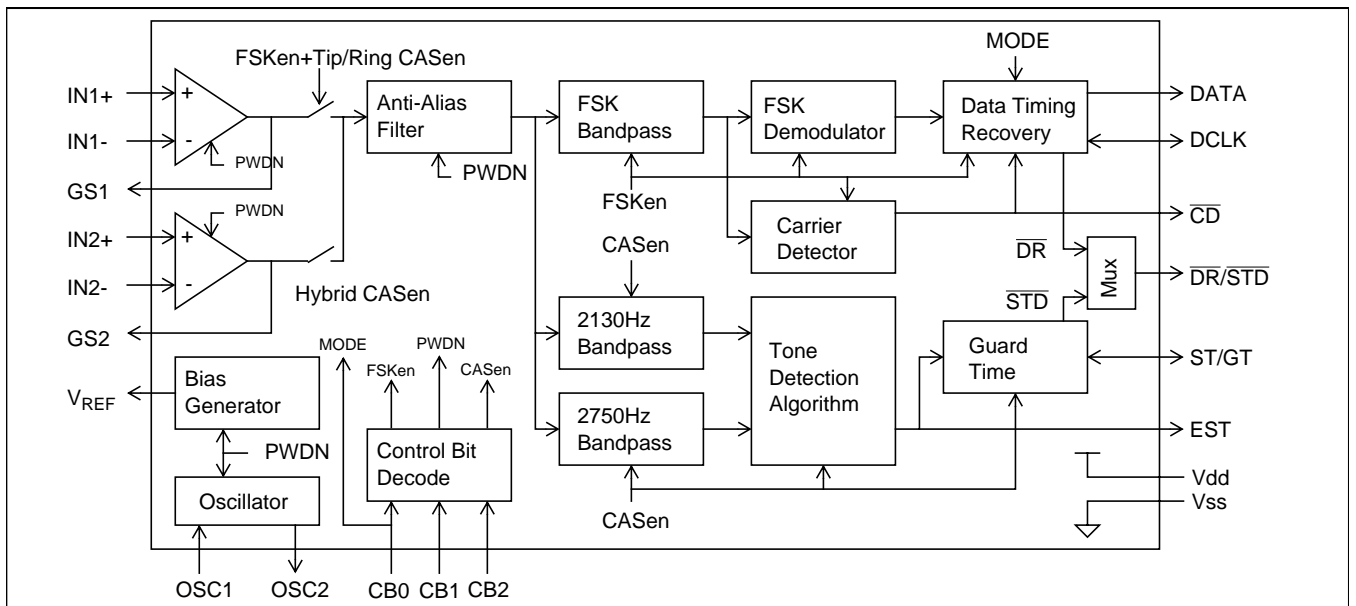 MODE
FSKen+Tip/Ring CASen
IN1+
+
Anti-Alias
Filter
FSK
Bandpass
FSK
Demodulator
Data Timing
Recovery
DATA
IN1-
-
PWDN
DCLK
PWDN
GS1
FSKen
PWDN
Carrier
Detector
CD
IN2+
+
CASen
DR
Mux
DR/STD
IN2-
-
Hybrid CASen
STD
GS2
MODE
PWDN
FSKen
CASen
2130Hz
Bandpass
Tone
Detection
Algorithm
Guard
Time
ST/GT
VREF
Bias
Generator
2750Hz
Bandpass
EST
PWDN
Control Bit
Decode
Vdd
Oscillator
CASen
Vss
OSC1
OSC2
CB0
CB1
CB2